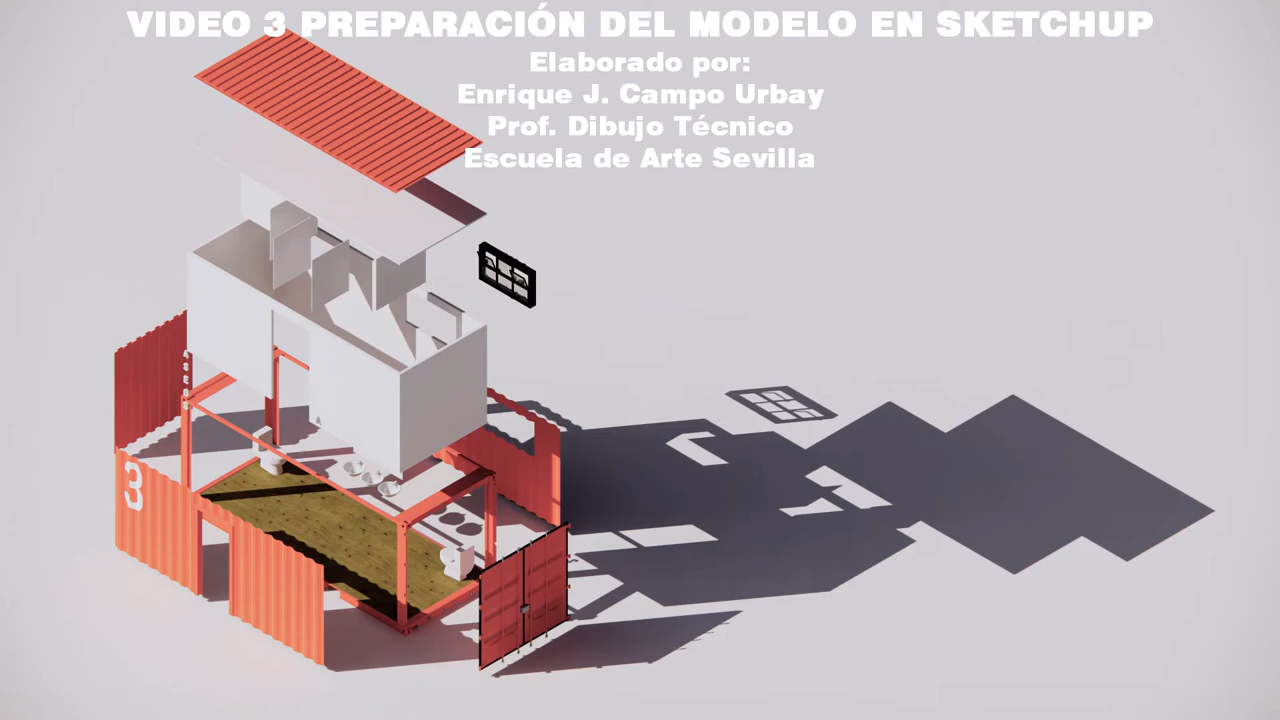 VIDEO 3 PREPARACIÓN DEL MODELO EN SKETCHUP
Elaborado por:
Enrique J. Campo Urbay
Prof. Dibujo Técnico
Escuela de Arte Sevilla
3